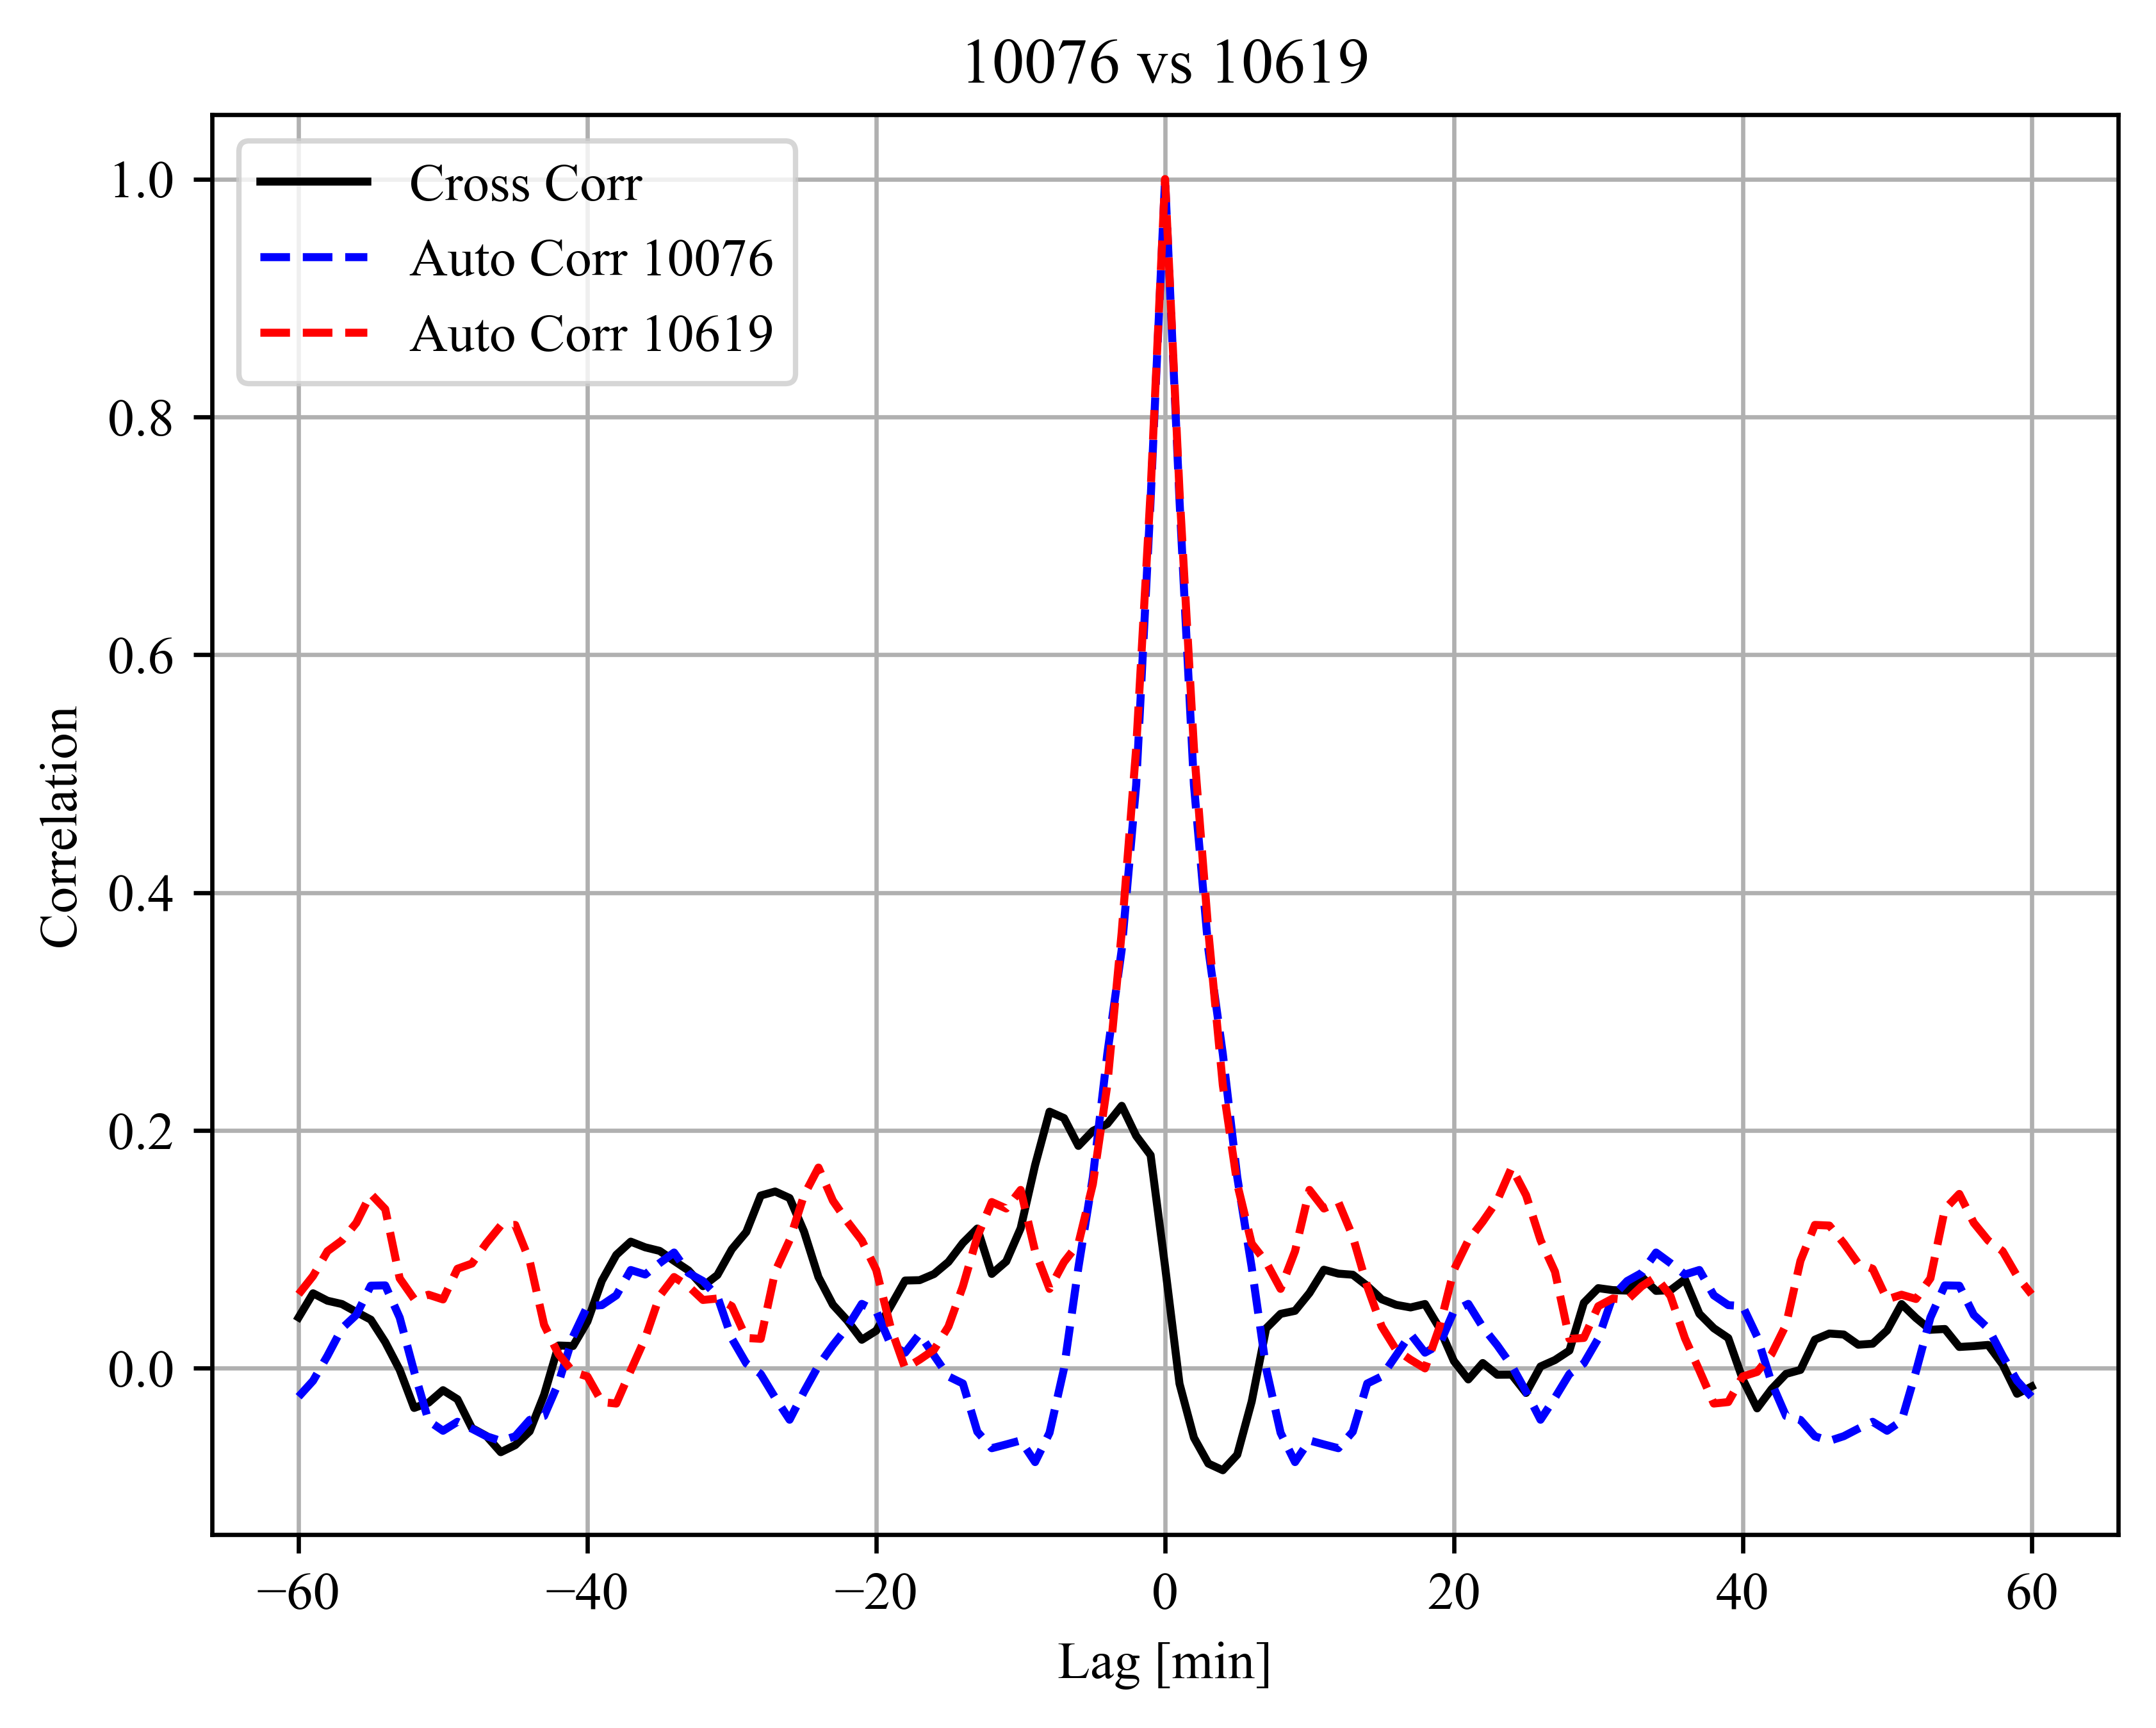 10076 vs 10619
Cross Corr
Auto Corr 10076
Auto Corr 10619
1.0
0.8
0.6
0.4
0.2
0.0
Correlation
−60 −40 −20 0 20 40 60
Lag [min]